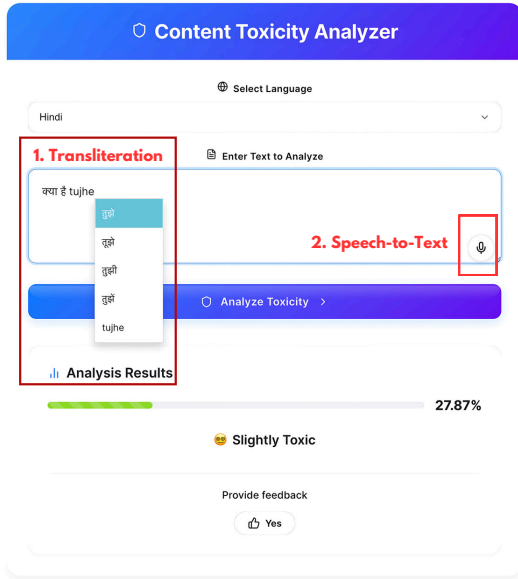 Content Toxicity Analyzer
Select Language
Hindi
1. Transliteration
Enter Text to Analyze
क्या है tujhe
तुझे
तूझे
तुझी
तुझें
tujhe
2. Speech-to-Text
Analyze Toxicity
Analysis Results
27.87%
Slightly Toxic
Provide feedback
Yes